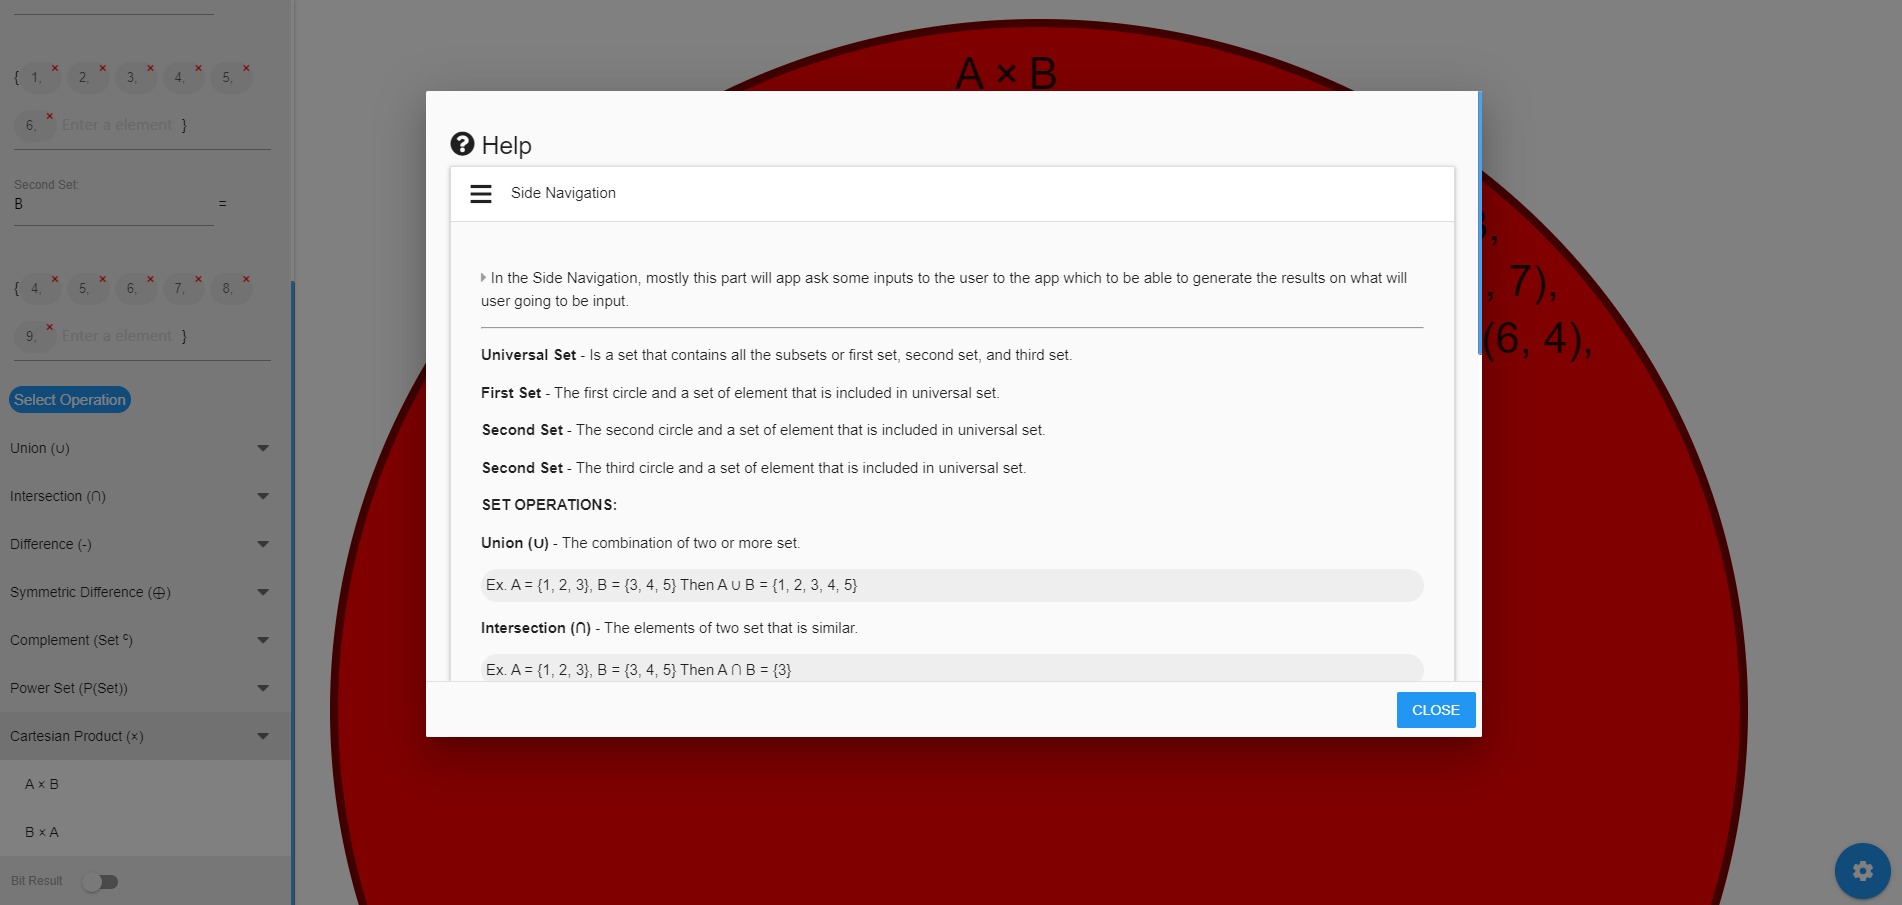 { 1, × 2, × 3, × 4, × 5, ×
6, × Enter a element }
Second Set:
B =
{ 4, × 5, × 6, × 7, × 8, ×
9, × Enter a element }
Select Operation
Union (∪)
Intersection (∩)
Difference (-)
Symmetric Difference (⨁)
Complement (Set ᶜ)
Power Set (P(Set))
Cartesian Product (×)
A × B
B × A
Bit Result
A × B
, 7),
(6, 4),
Help
Side Navigation
In the Side Navigation, mostly this part will app ask some inputs to the user to the app which to be able to generate the results on what will
user going to be input.
Universal Set - Is a set that contains all the subsets or first set, second set, and third set.
First Set - The first circle and a set of element that is included in universal set.
Second Set - The second circle and a set of element that is included in universal set.
Second Set - The third circle and a set of element that is included in universal set.
SET OPERATIONS:
Union (∪) - The combination of two or more set.
Ex. A = {1, 2, 3}, B = {3, 4, 5} Then A ∪ B = {1, 2, 3, 4, 5}
Intersection (∩) - The elements of two set that is similar.
Ex. A = {1, 2, 3}, B = {3, 4, 5} Then A ∩ B = {3}
CLOSE